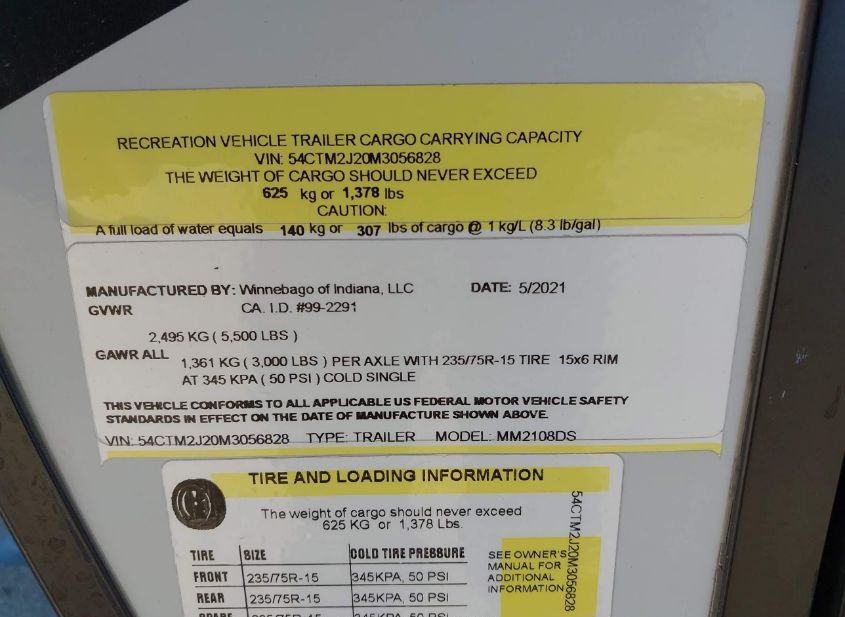 RECREATION VEHICLE TRAILER CARGO CARRYING CAPACITY
VIN: 54CTM2J20M3056828
THE WEIGHT OF CARGO SHOULD NEVER EXCEED
625 kg or 1,378 lbs
CAUTION:
A full load of water equals 140 kg or 307 lbs of cargo @ 1 kg/L (8.3 lb/gal)
MANUFACTURED BY: Winnebago of Indiana, LLC DATE: 5/2021
GVWR CA. I.D. #99-2291
2,495 KG ( 5,500 LBS )
GAWR ALL 1,361 KG ( 3,000 LBS ) PER AXLE WITH 235/75R-15 TIRE 15x6 RIM
AT 345 KPA ( 50 PSI ) COLD SINGLE
THIS VEHICLE CONFORMS TO ALL APPLICABLE US FEDERAL MOTOR VEHICLE SAFETY
STANDARDS IN EFFECT ON THE DATE OF MANUFACTURE SHOWN ABOVE.
VIN: 54CTM2J20M3056828 TYPE: TRAILER MODEL: MM2108DS
TIRE AND LOADING INFORMATION
The weight of cargo should never exceed
625 KG or 1,378 Lbs.
TIRE SIZE COLD TIRE PRESSURE
FRONT 235/75R-15 345KPA, 50 PSI
REAR 235/75R-15 345KPA, 50 PSI
SEE OWNER'S
MANUAL FOR
ADDITIONAL
INFORMATION
54CTM2J20M3056828